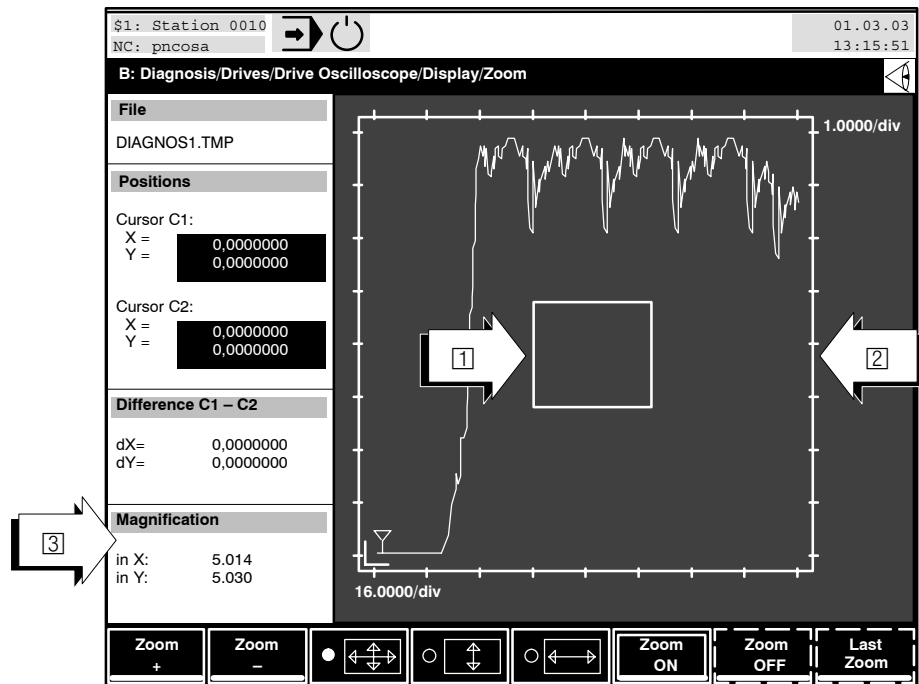 $1: Station 0010
NC: pncosa
01.03.03
13:15:51
B: Diagnosis/Drives/Drive Oscilloscope/Display/Zoom
File
DIAGNOS1.TMP
Positions
Cursor C1:
X = 0,0000000
Y = 0,0000000
Cursor C2:
X = 0,0000000
Y = 0,0000000
Difference C1 – C2
dX= 0,0000000
dY= 0,0000000
Magnification
in X: 5.014
in Y: 5.030
1.0000/div
16.0000/div
1
2
3
Zoom +
Zoom –
Zoom ON
Zoom OFF
Last Zoom